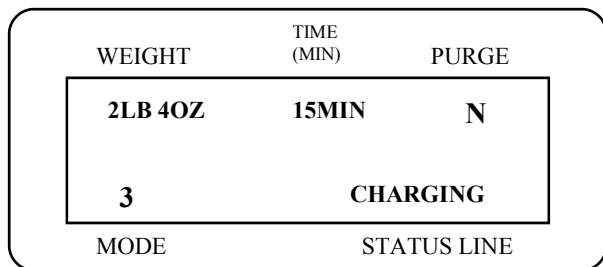 WEIGHT TIME (MIN) PURGE
2LB 4OZ 15MIN N
3 CHARGING
MODE STATUS LINE